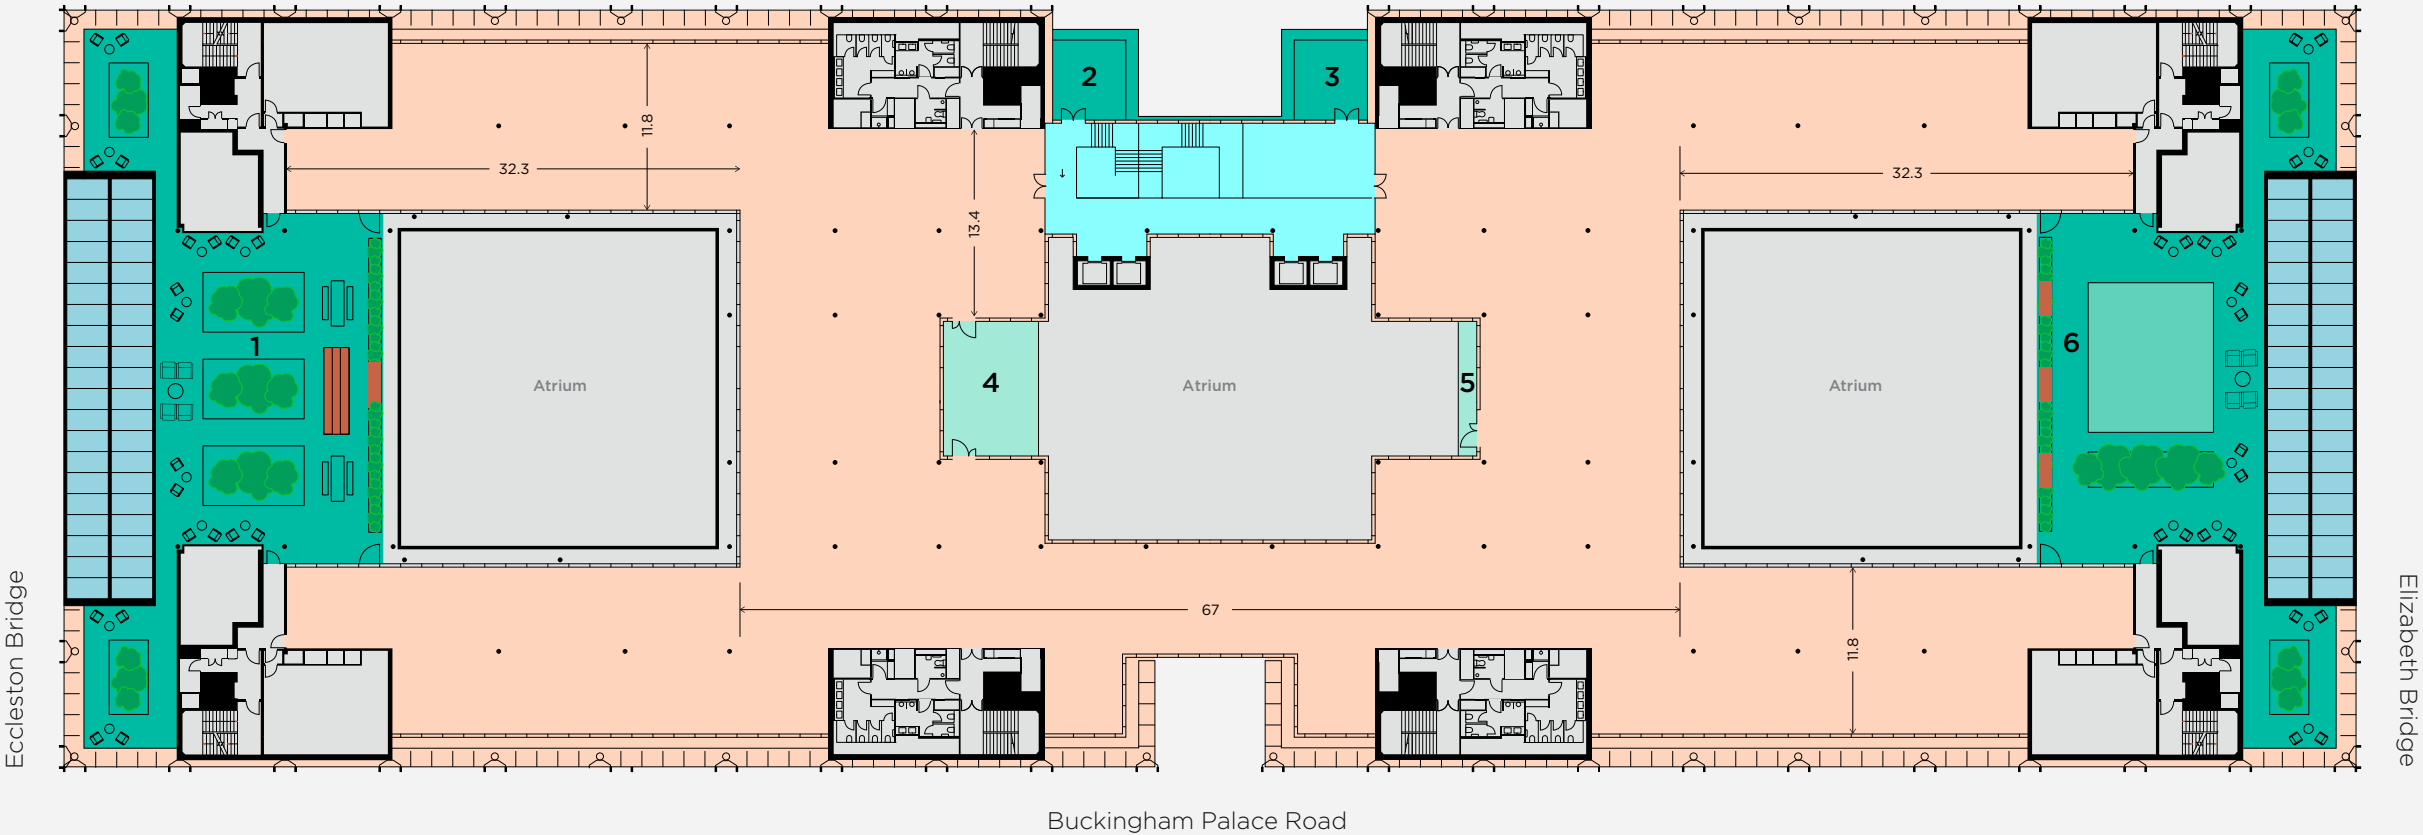 2
3
11.8
32.3
32.3
13.4
1
6
4
5
Atrium
Atrium
Atrium
67
11.8
Eccleston Bridge
Elizabeth Bridge
Buckingham Palace Road